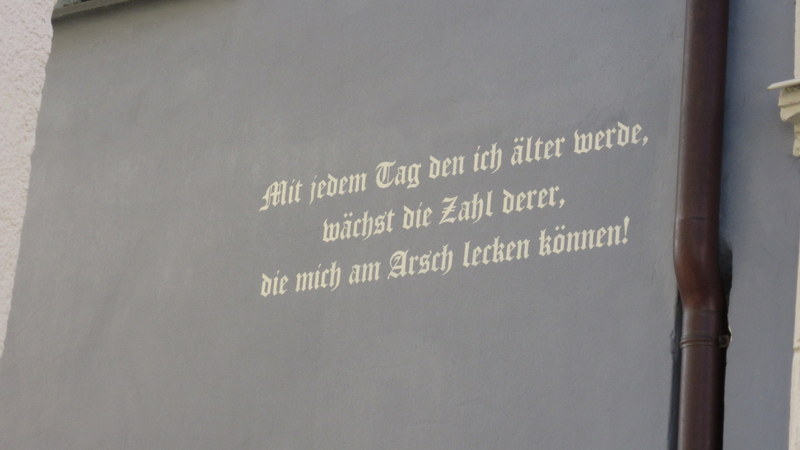 Mit jedem Tag den ich älter werde,
wächst die Zahl derer,
die mich am Arsch lecken können!